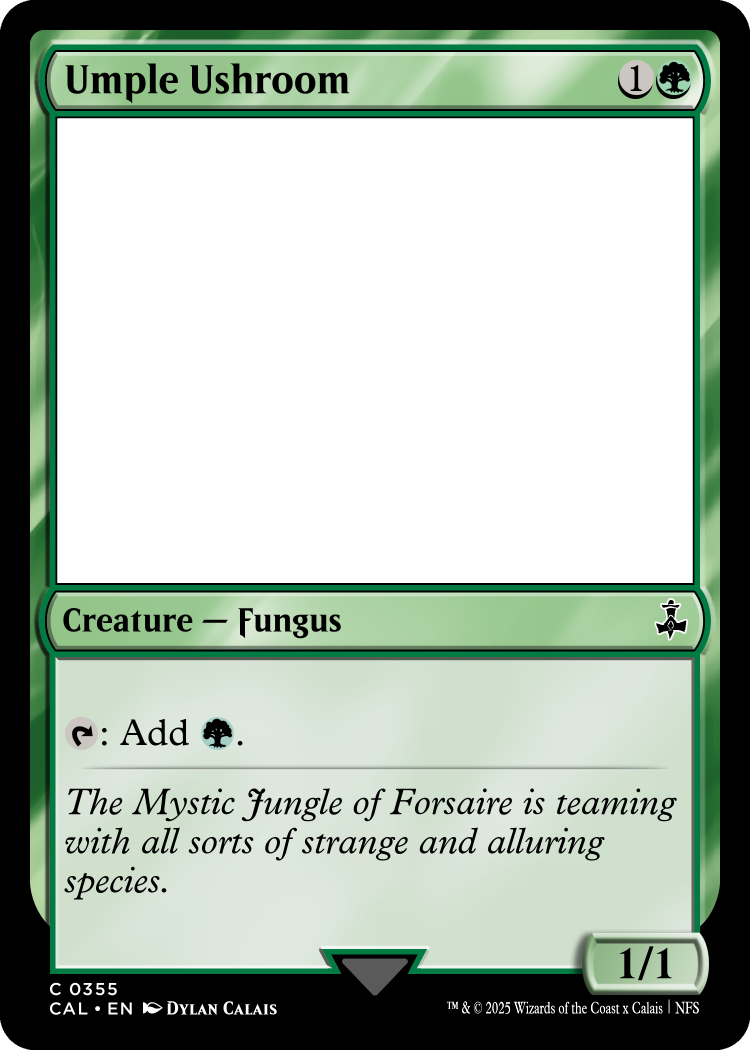 Umple Ushroom 1
Creature — Fungus
: Add .
The Mystic Jungle of Forsaire is teaming
with all sorts of strange and alluring
species.
1/1
C 0355
CAL • EN DYLAN CALAIS
™ & © 2025 Wizards of the Coast x Calais | NFS